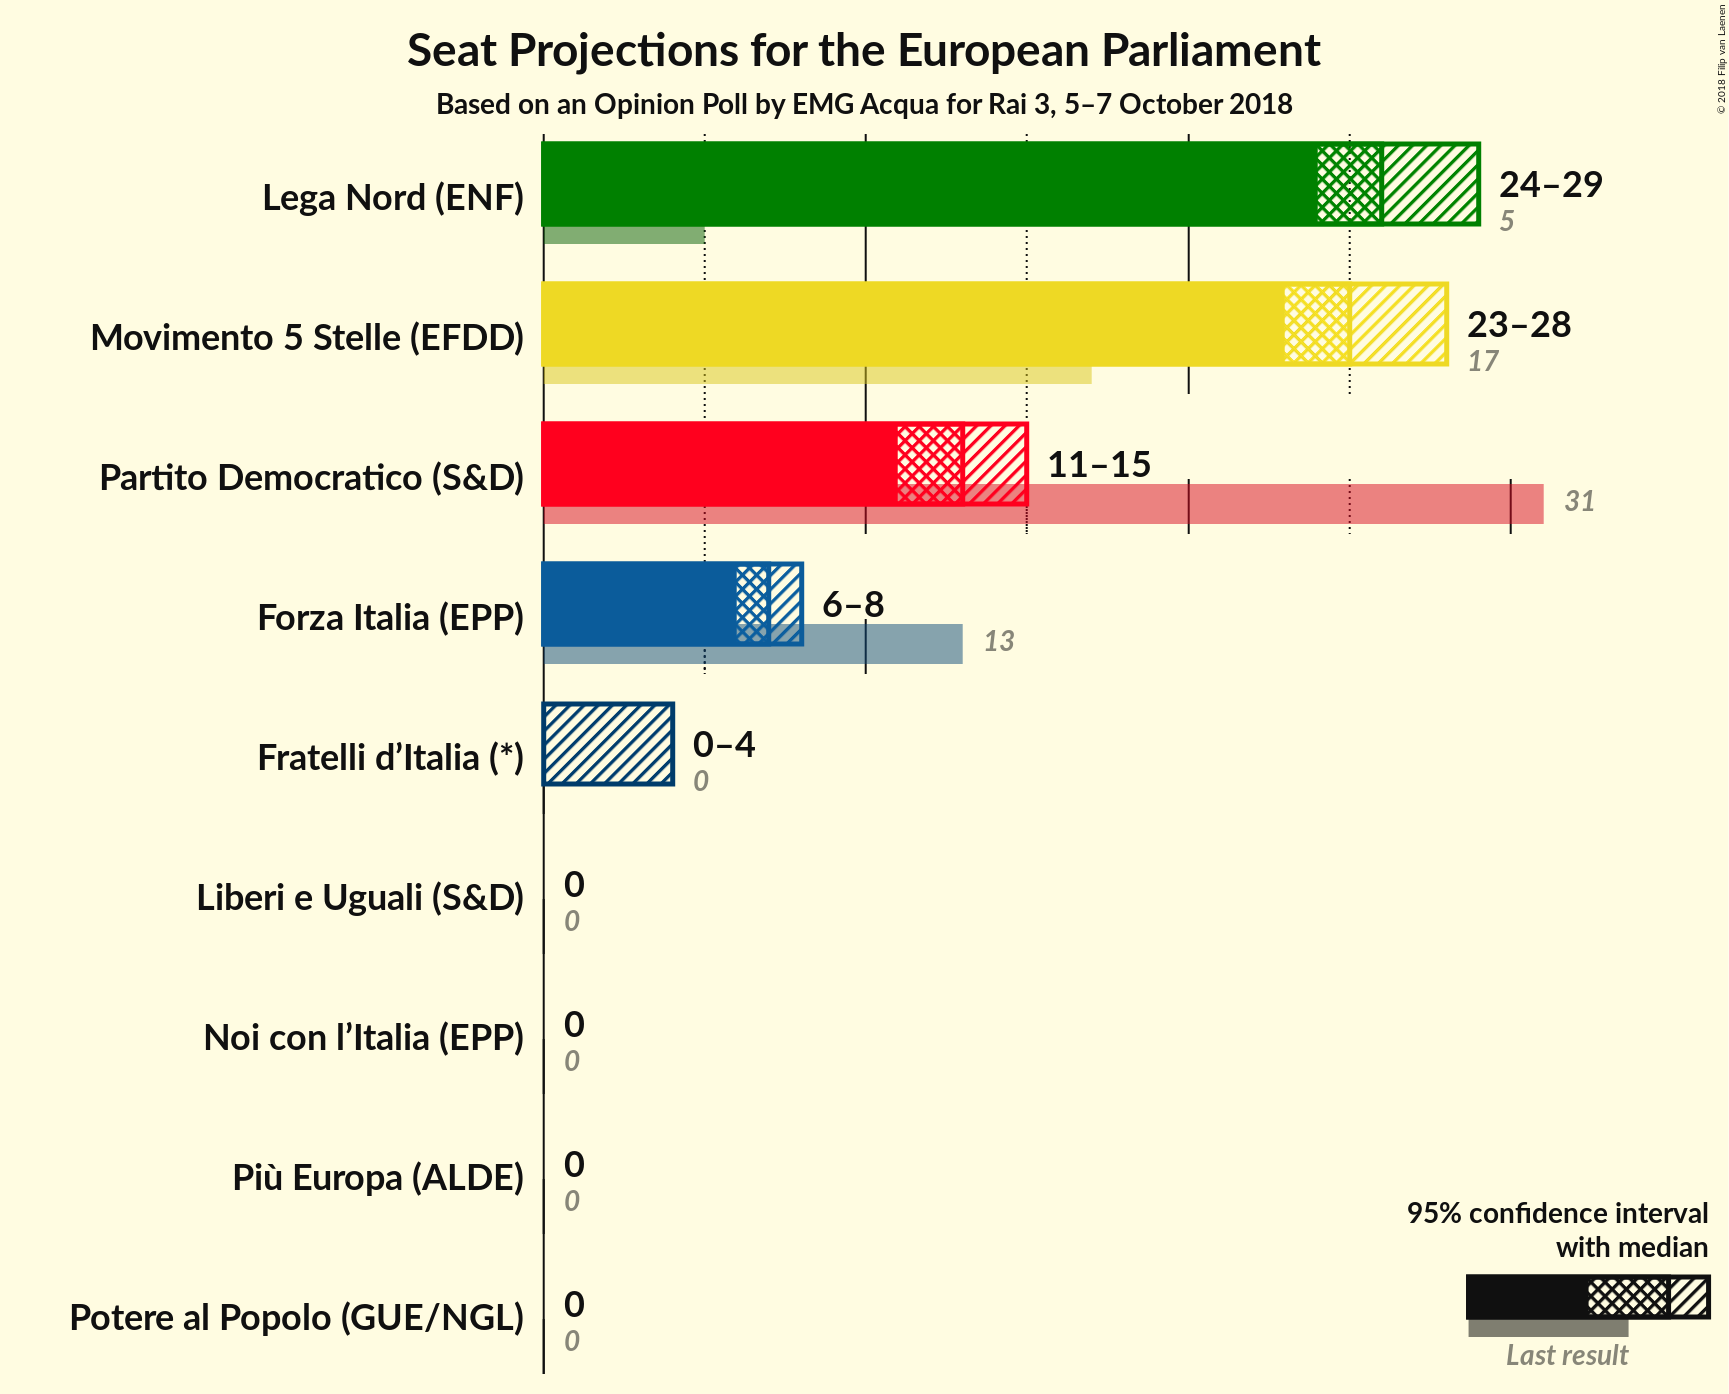 Seat Projections for the European Parliament
Based on an Opinion Poll by EMG Acqua for Rai 3, 5–7 October 2018
© 2018 Filip van Laenen
Lega Nord (ENF)
24–29
5
Movimento 5 Stelle (EFDD)
23–28
17
Partito Democratico (S&D)
11–15
31
Forza Italia (EPP)
6–8
13
Fratelli d’Italia (*)
0–4
0
Liberi e Uguali (S&D)
0
0
Noi con l’Italia (EPP)
0
0
Più Europa (ALDE)
0
0
Potere al Popolo (GUE/NGL)
0
0
95% confidence interval
with median
Last result